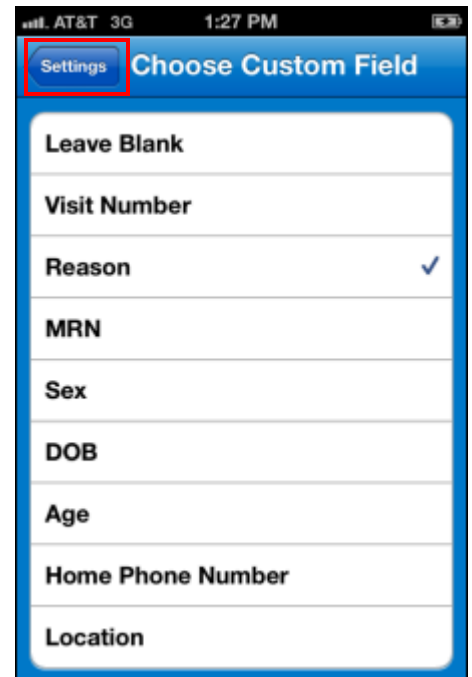 AT&T 3G 1:27 PM
Settings Choose Custom Field
Leave Blank
Visit Number
Reason
MRN
Sex
DOB
Age
Home Phone Number
Location